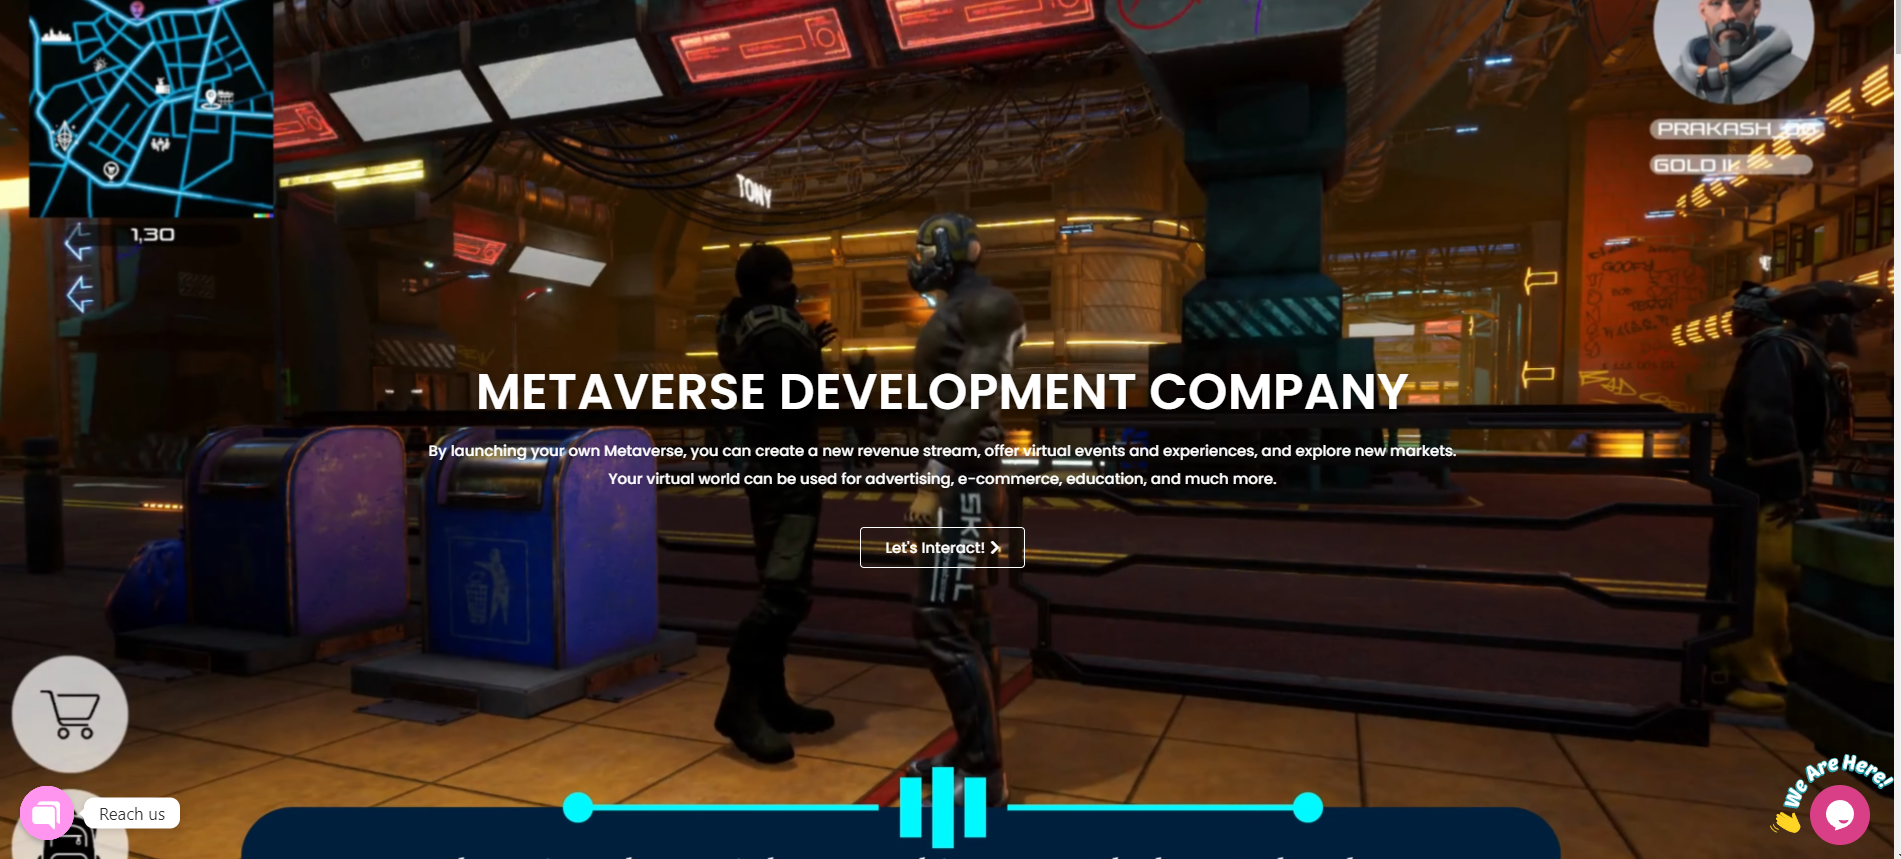 PRAKASH
GOLD 1K
TONY
1,30
METAVERSE DEVELOPMENT COMPANY
By launching your own Metaverse, you can create a new revenue stream, offer virtual events and experiences, and explore new markets.
Your virtual world can be used for advertising, e-commerce, education, and much more.
SKULL
Let's Interact!
We Are Here!
Reach us